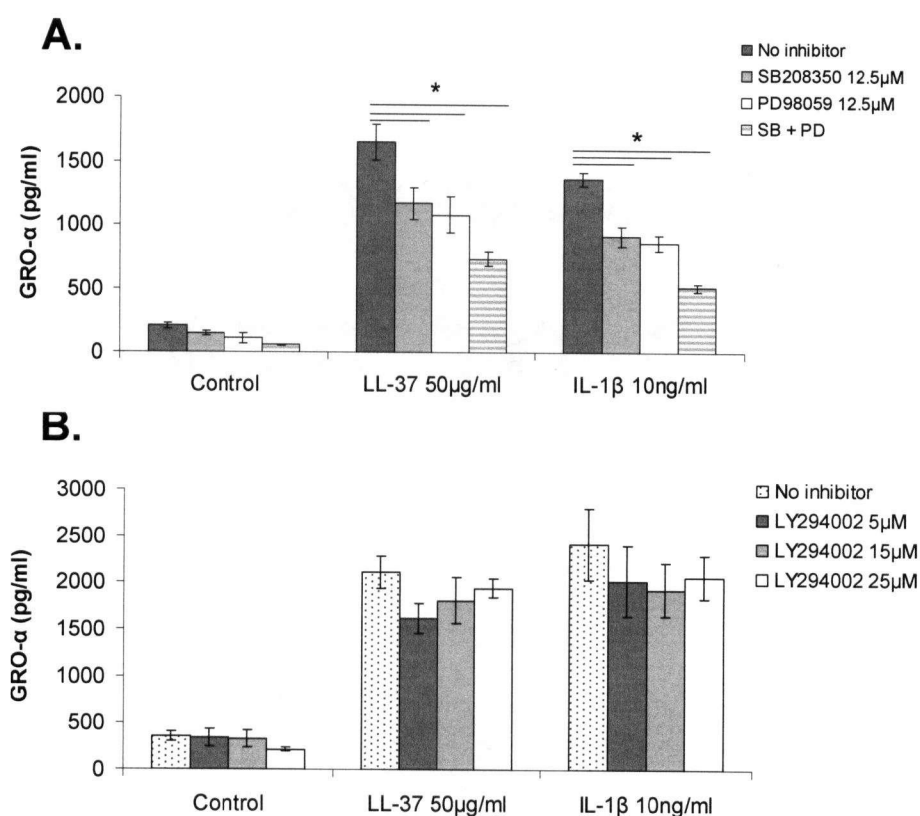 A.
No inhibitor
SB208350 12.5µM
PD98059 12.5µM
SB + PD
2000
1500
1000
500
0
GRO-α (pg/ml)
*
*
Control
LL-37 50µg/ml
IL-1β 10ng/ml
B.
No inhibitor
LY294002 5µM
LY294002 15µM
LY294002 25µM
3000
2500
2000
1500
1000
500
0
GRO-α (pg/ml)
Control
LL-37 50µg/ml
IL-1β 10ng/ml